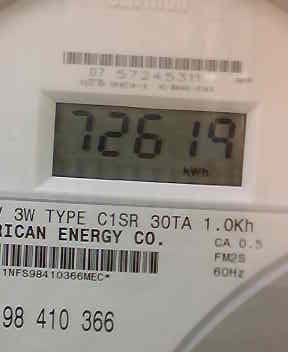 07 57245311
72619
kWh
V 3W TYPE C1SR 30TA 1.0Kh
RICAN ENERGY CO.
CA 0.5
FM2S
60Hz
1NFS98410366MEC*
98 410 366